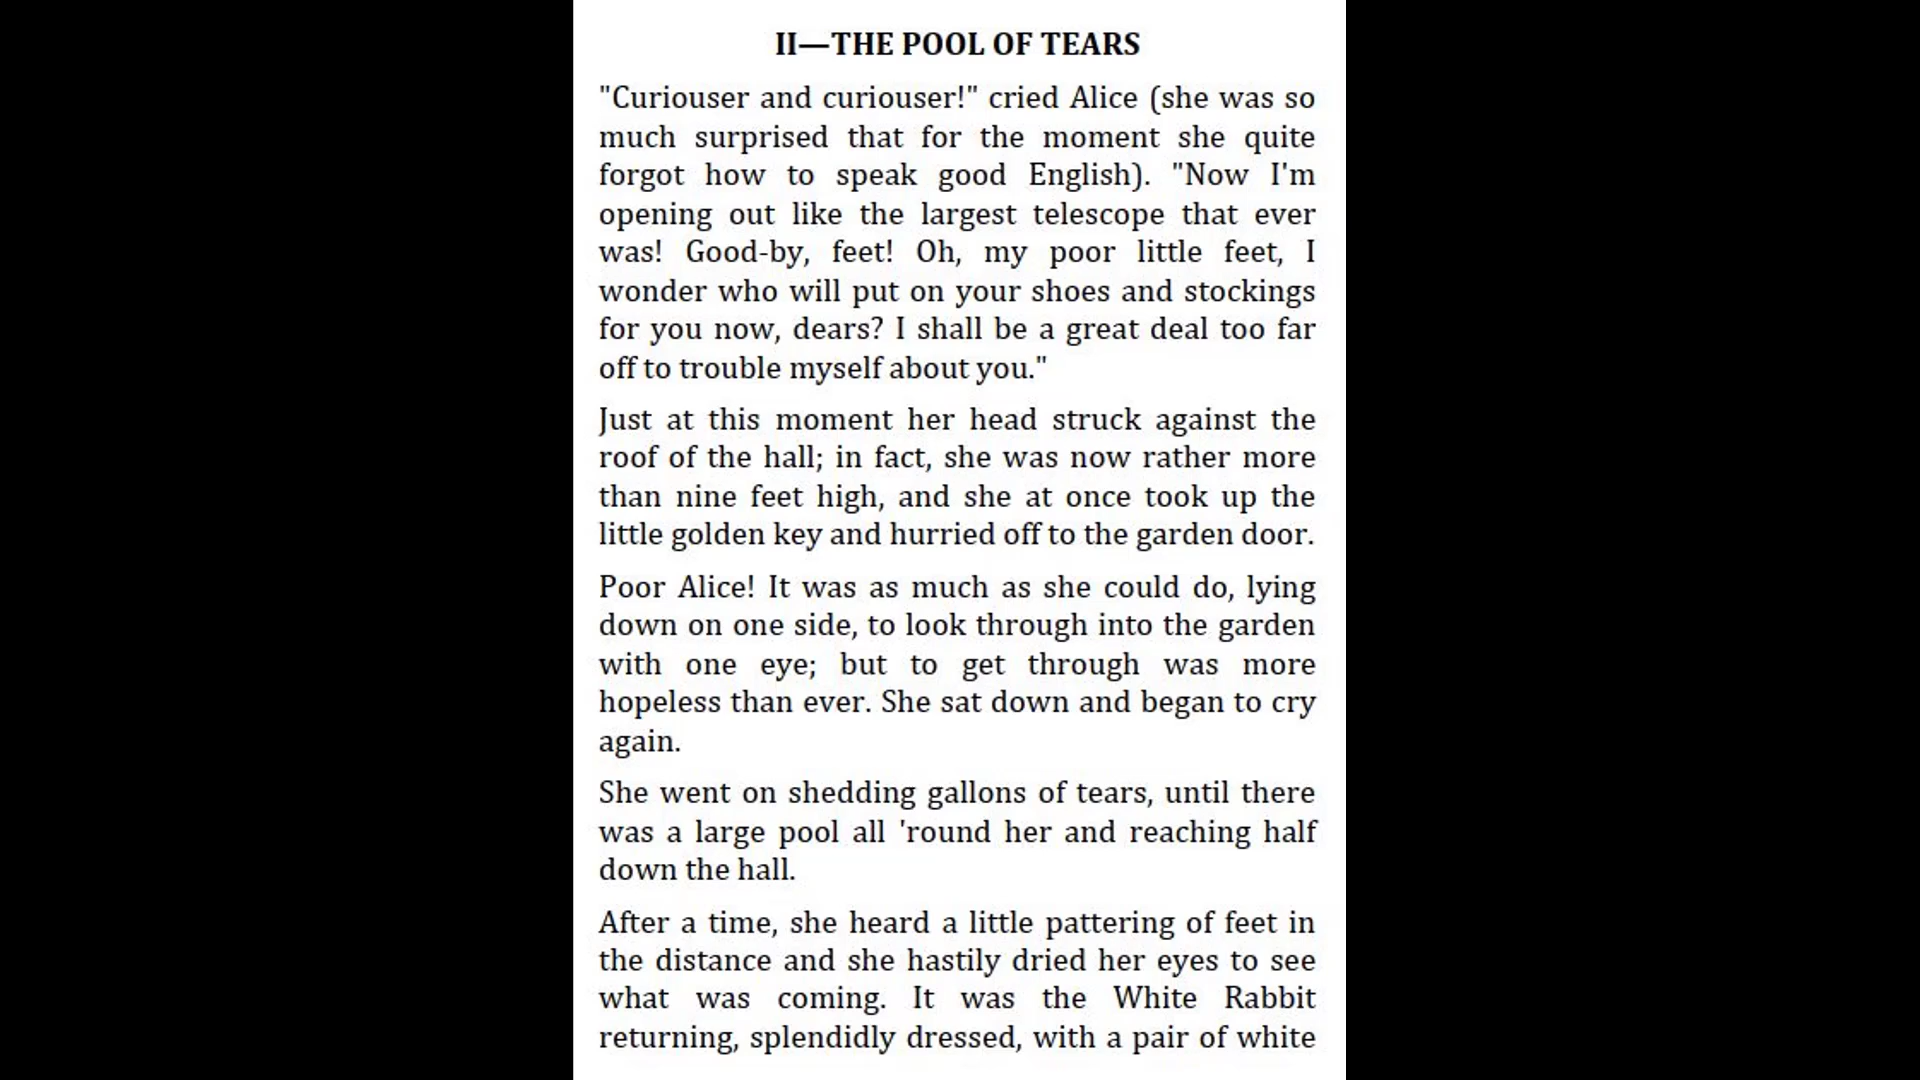 II—THE POOL OF TEARS
"Curiouser and curiouser!" cried Alice (she was so
much surprised that for the moment she quite
forgot how to speak good English). "Now I'm
opening out like the largest telescope that ever
was! Good-by, feet! Oh, my poor little feet, I
wonder who will put on your shoes and stockings
for you now, dears? I shall be a great deal too far
off to trouble myself about you."
Just at this moment her head struck against the
roof of the hall; in fact, she was now rather more
than nine feet high, and she at once took up the
little golden key and hurried off to the garden door.
Poor Alice! It was as much as she could do, lying
down on one side, to look through into the garden
with one eye; but to get through was more
hopeless than ever. She sat down and began to cry
again.
She went on shedding gallons of tears, until there
was a large pool all 'round her and reaching half
down the hall.
After a time, she heard a little pattering of feet in
the distance and she hastily dried her eyes to see
what was coming. It was the White Rabbit
returning, splendidly dressed, with a pair of white